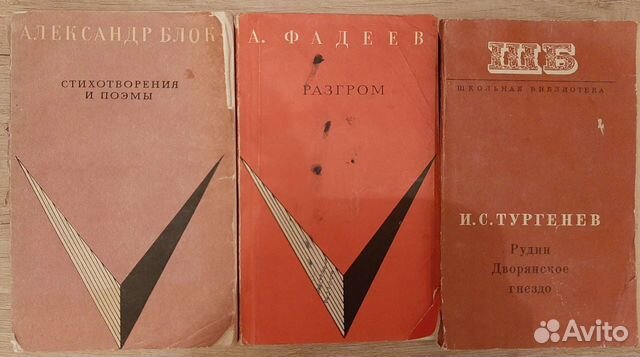 АЛЕКСАНДР БЛОК
СТИХОТВОРЕНИЯ
И ПОЭМЫ
А. ФАДЕЕВ
РАЗГРОМ
ШБ
ШКОЛЬНАЯ БИБЛИОТЕКА
И.С.ТУРГЕНЕВ
Рудин
Дворянское
гнездо
Avito